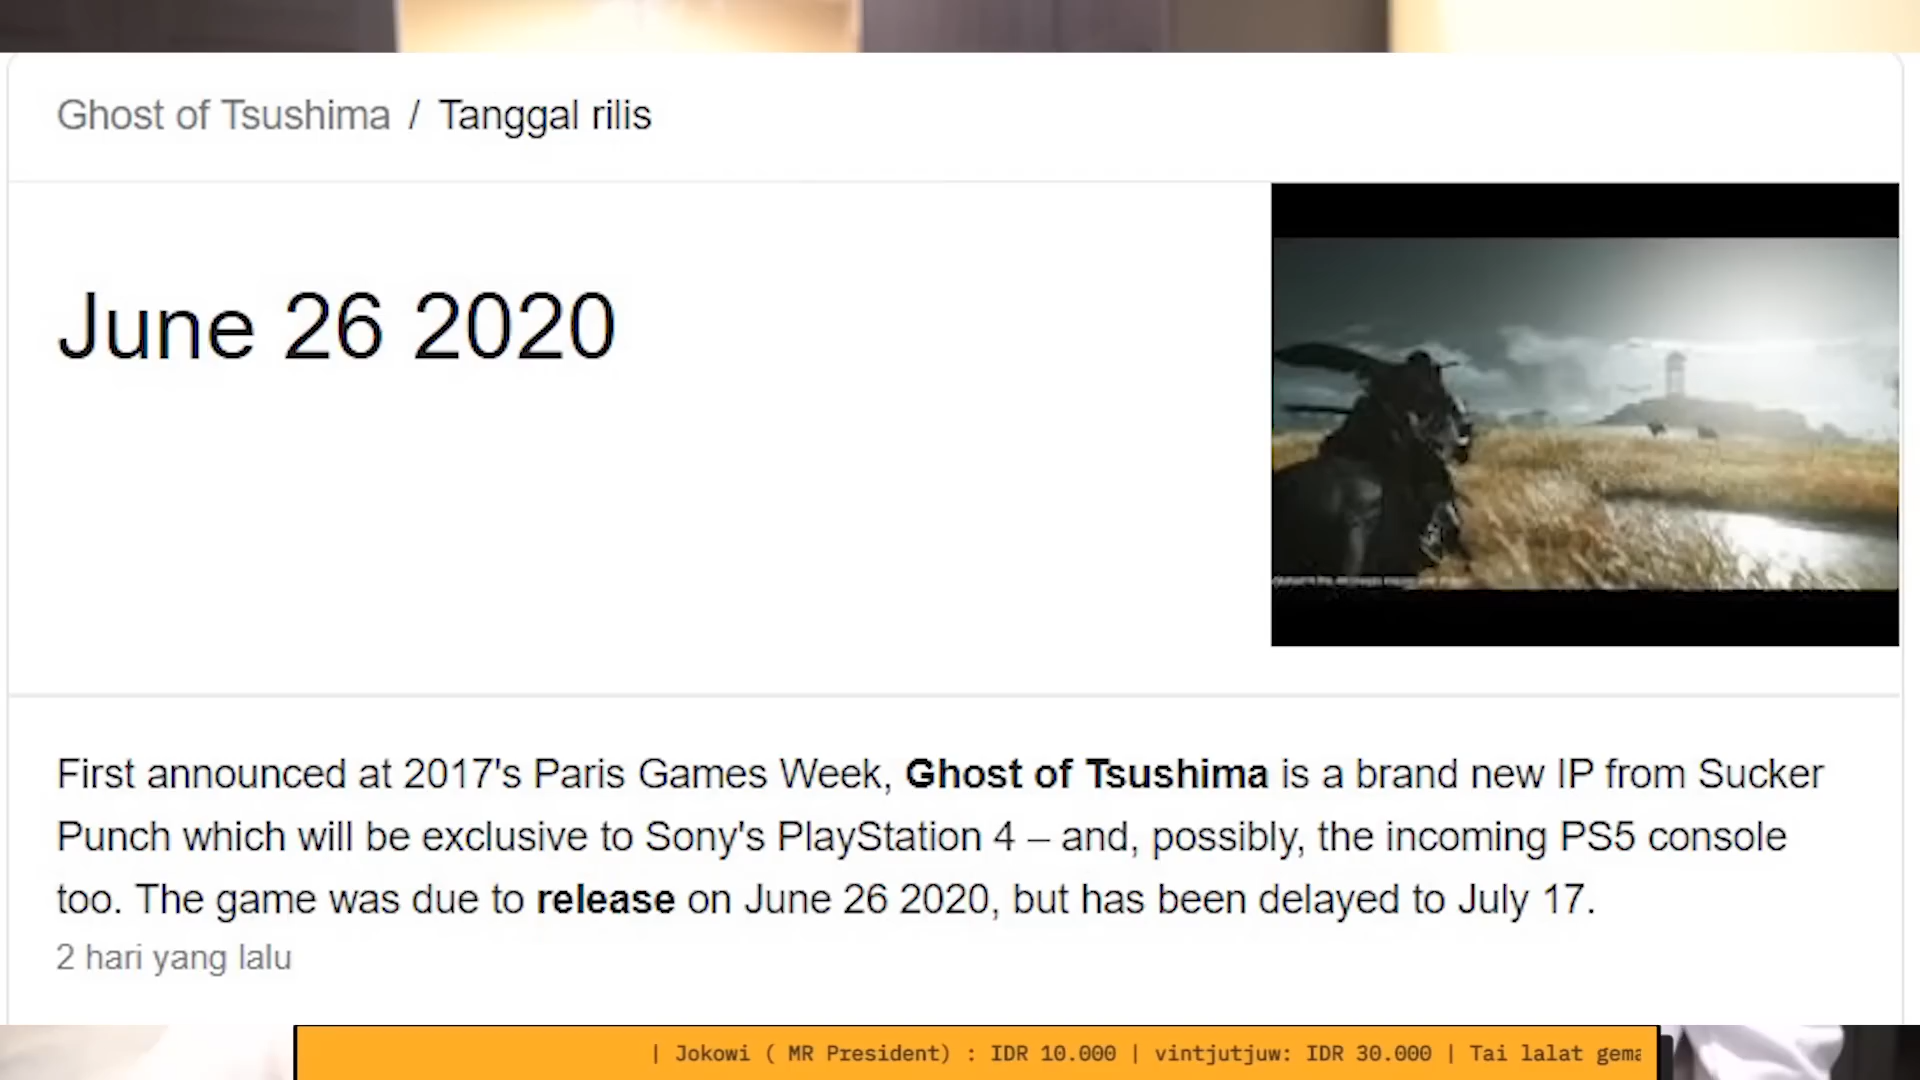 Ghost of Tsushima / Tanggal rilis
June 26 2020
First announced at 2017's Paris Games Week, Ghost of Tsushima is a brand new IP from Sucker
Punch which will be exclusive to Sony's PlayStation 4 – and, possibly, the incoming PS5 console
too. The game was due to release on June 26 2020, but has been delayed to July 17.
2 hari yang lalu
| Jokowi ( MR President) : IDR 10.000 | vintjutjuw: IDR 30.000 | Tai lalat